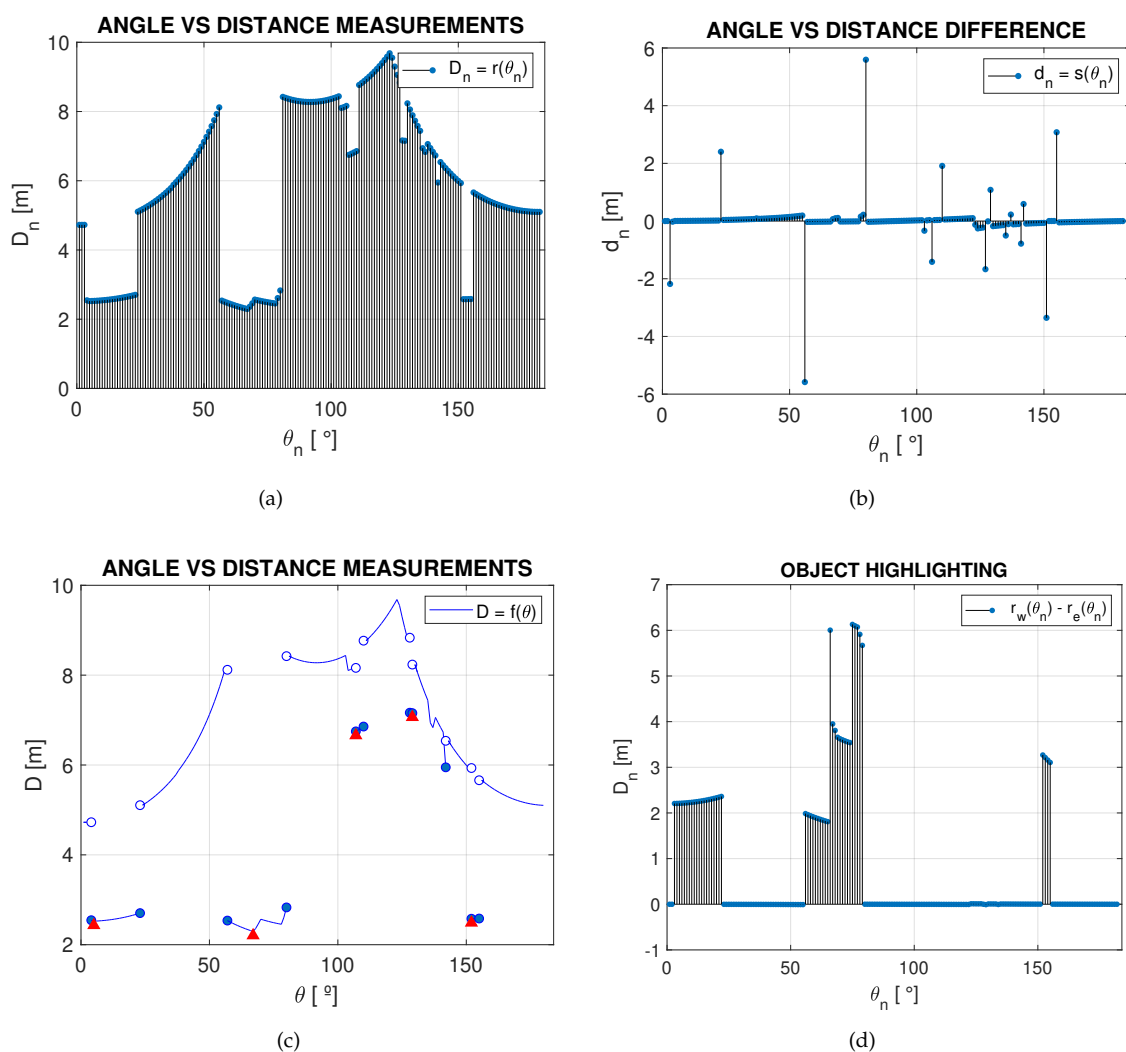 ANGLE VS DISTANCE MEASUREMENTS
D_n = r(θ_n)
D_n [m]
10
8
6
4
2
0
0 50 100 150
θ_n [ °]
(a)
ANGLE VS DISTANCE DIFFERENCE
d_n = s(θ_n)
d_n [m]
6
4
2
0
-2
-4
-6
0 50 100 150
θ_n [ °]
(b)
ANGLE VS DISTANCE MEASUREMENTS
D = f(θ)
D [m]
10
8
6
4
2
0 50 100 150
θ [ º]
(c)
OBJECT HIGHLIGHTING
r_w(θ_n) - r_e(θ_n)
D_n [m]
7
6
5
4
3
2
1
0
-1
0 50 100 150
θ_n [ °]
(d)